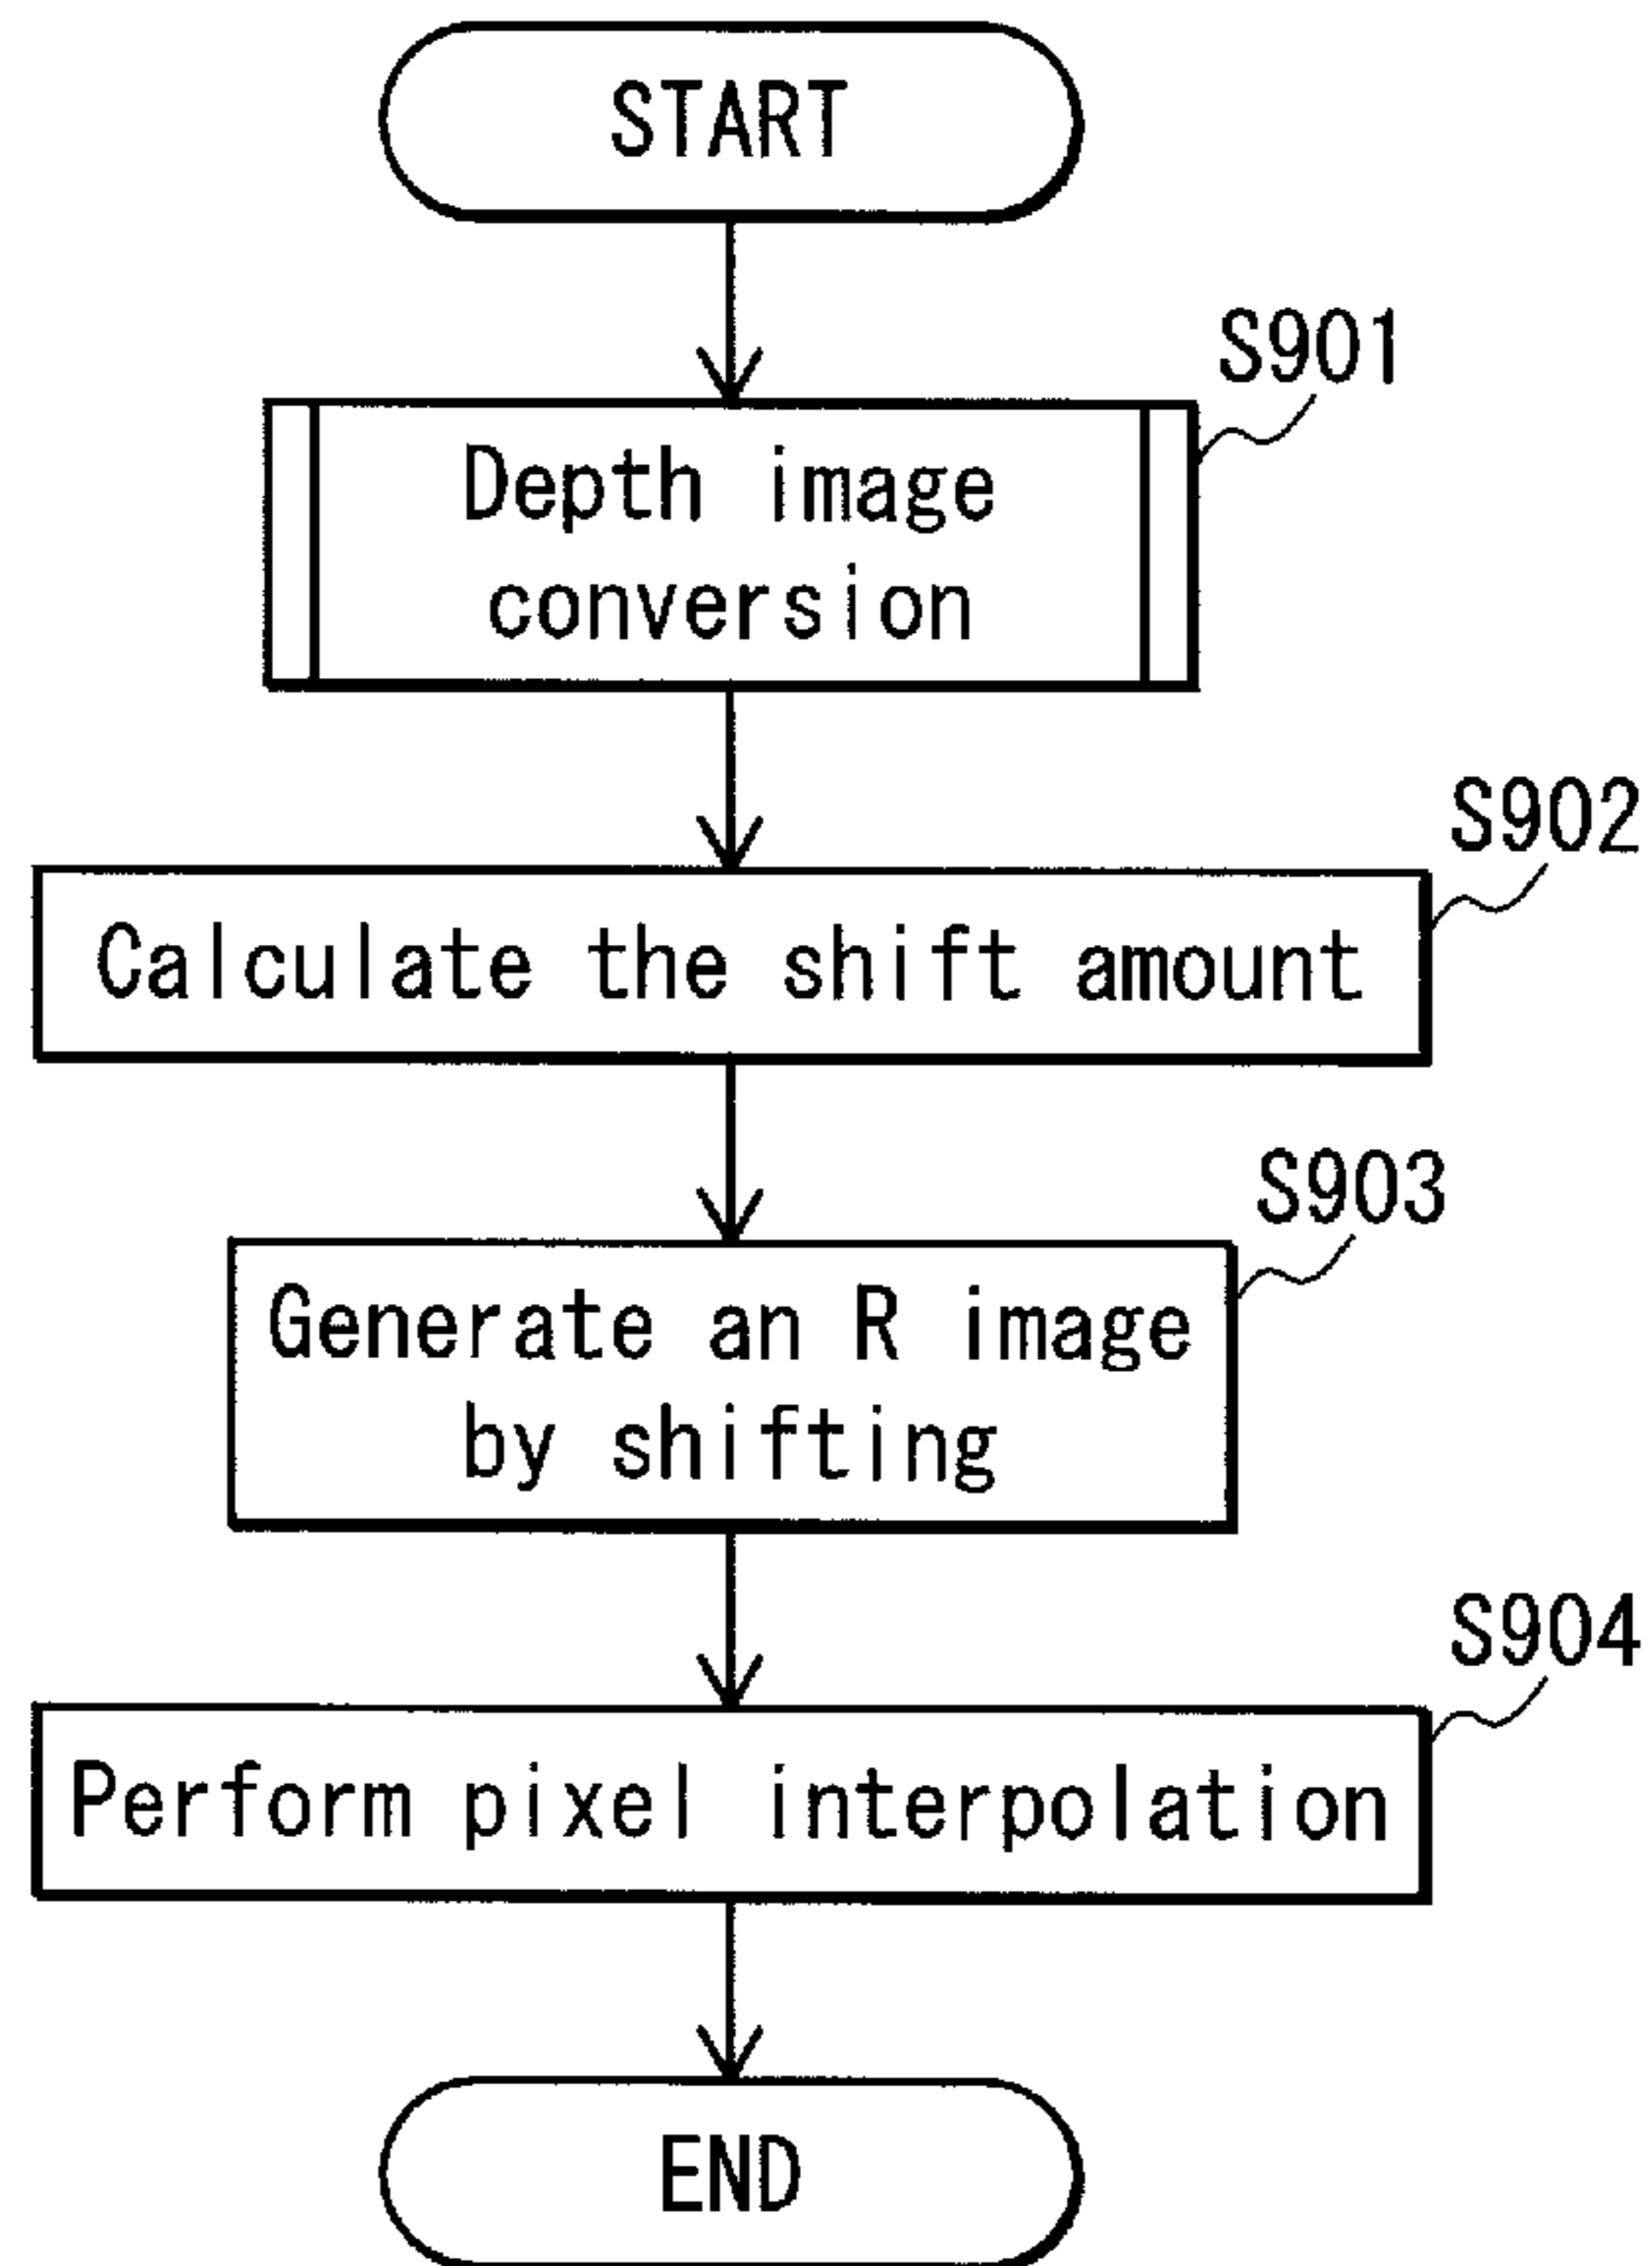 START
S901
Depth image
conversion
S902
Calculate the shift amount
S903
Generate an R image
by shifting
S904
Perform pixel interpolation
END